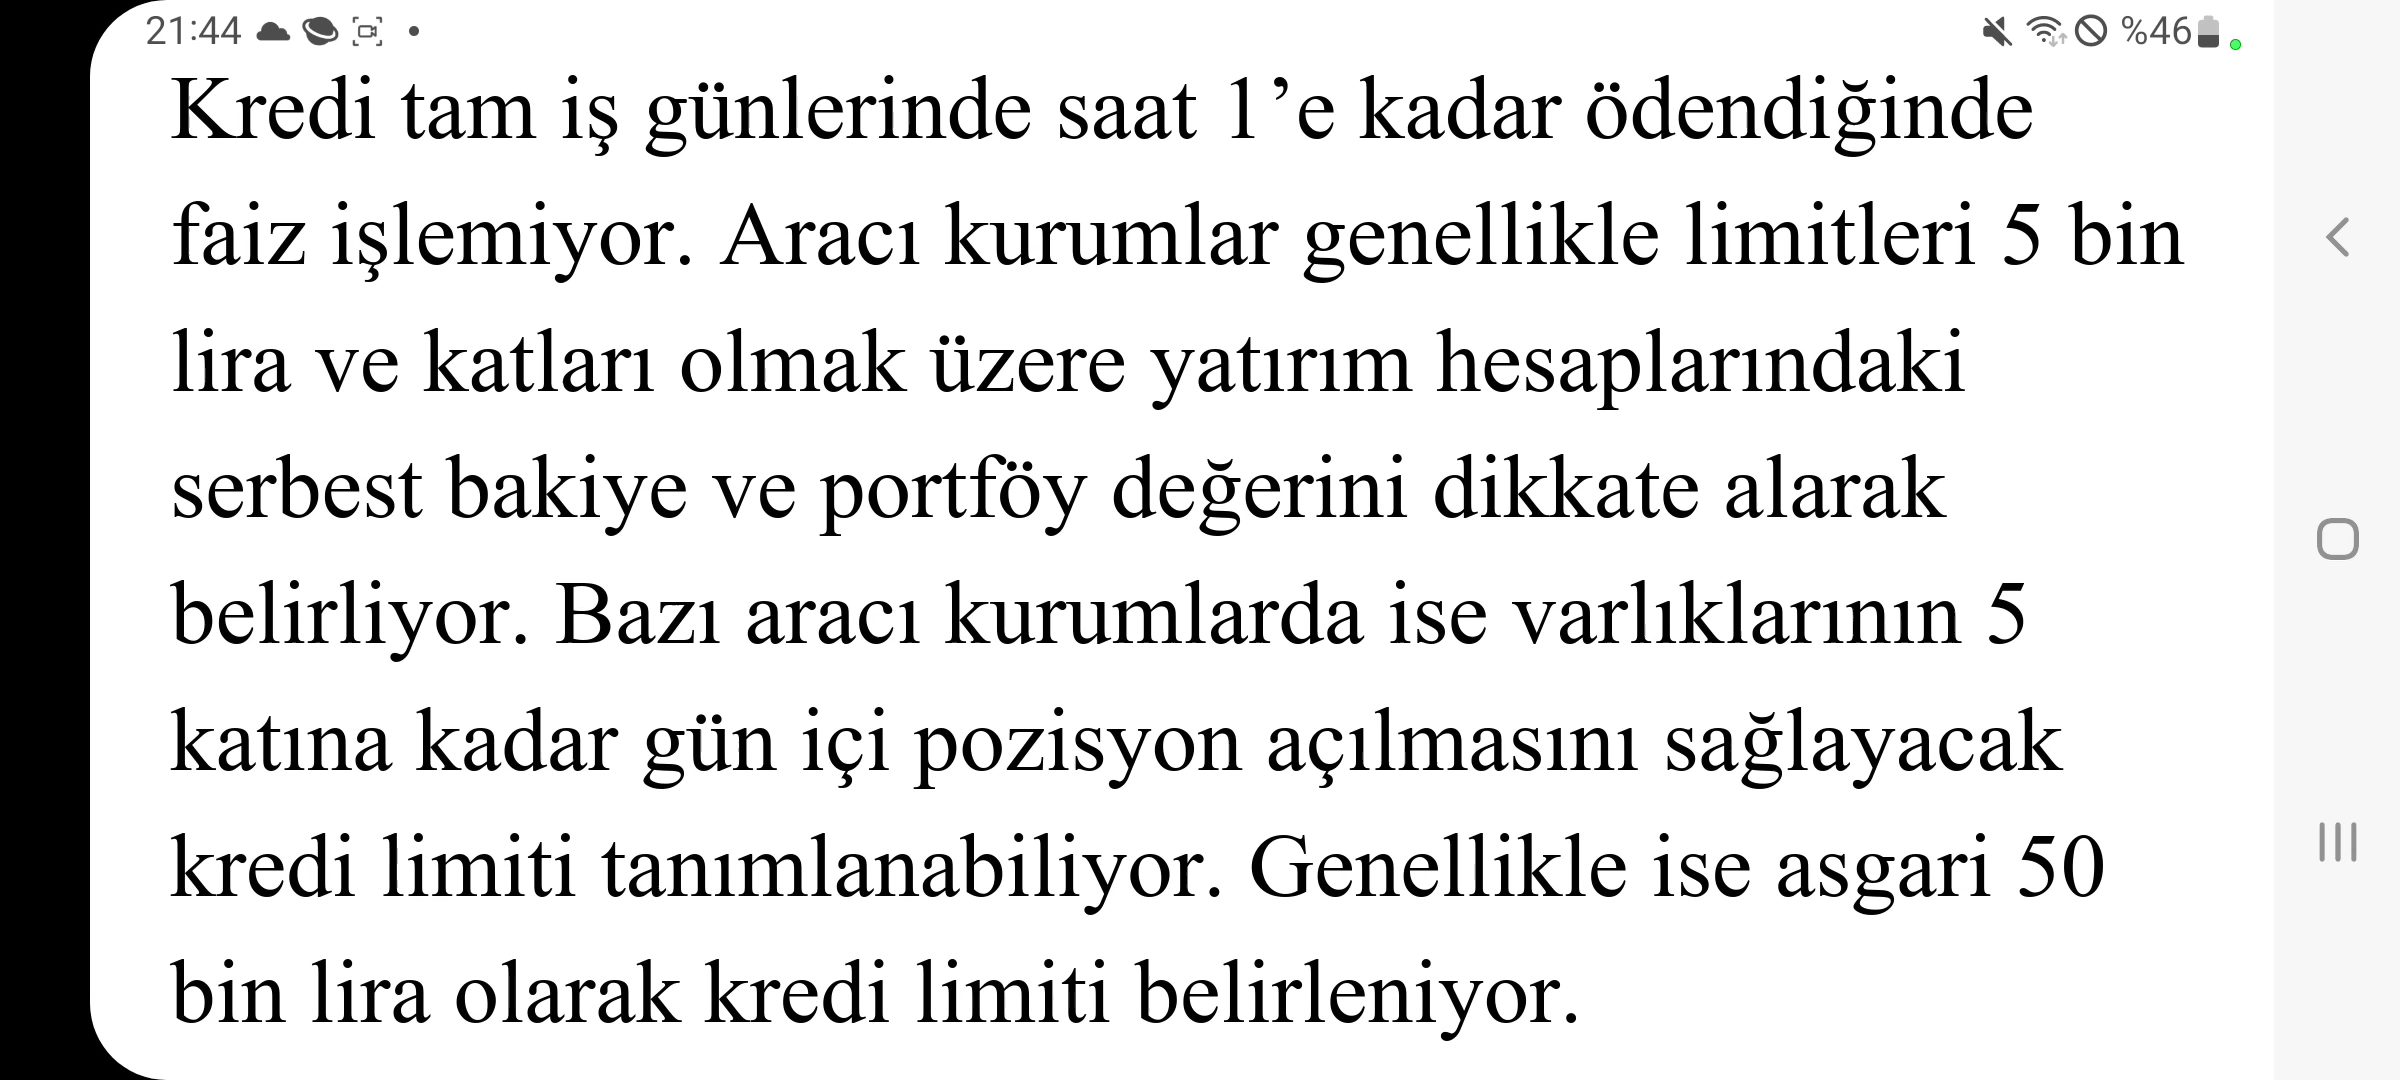 21:44 %46
Kredi tam iş günlerinde saat 1’e kadar ödendiğinde
faiz işlemiyor. Aracı kurumlar genellikle limitleri 5 bin
lira ve katları olmak üzere yatırım hesaplarındaki
serbest bakiye ve portföy değerini dikkate alarak
belirliyor. Bazı aracı kurumlarda ise varlıklarının 5
katına kadar gün içi pozisyon açılmasını sağlayacak
kredi limiti tanımlanabiliyor. Genellikle ise asgari 50
bin lira olarak kredi limiti belirleniyor.